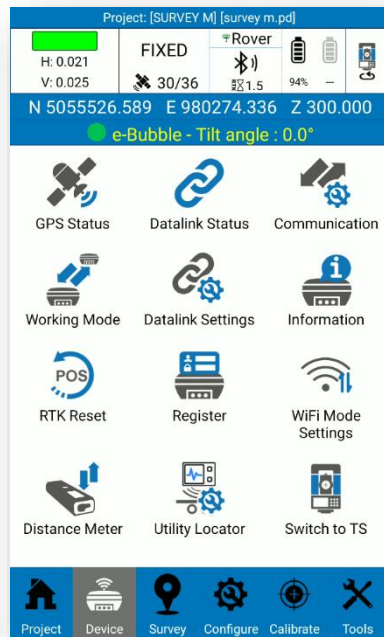 Project: [SURVEY M] [survey m.pd]
H: 0.021
V: 0.025
FIXED
30/36
Rover
1.5
94%
--
N 5055526.589 E 980274.336 Z 300.000
e-Bubble - Tilt angle : 0.0°
GPS Status
Datalink Status
Communication
Working Mode
Datalink Settings
Information
POS
RTK Reset
Register
WiFi Mode
Settings
Distance Meter
Utility Locator
Switch to TS
Project
Device
Survey
Configure
Calibrate
Tools